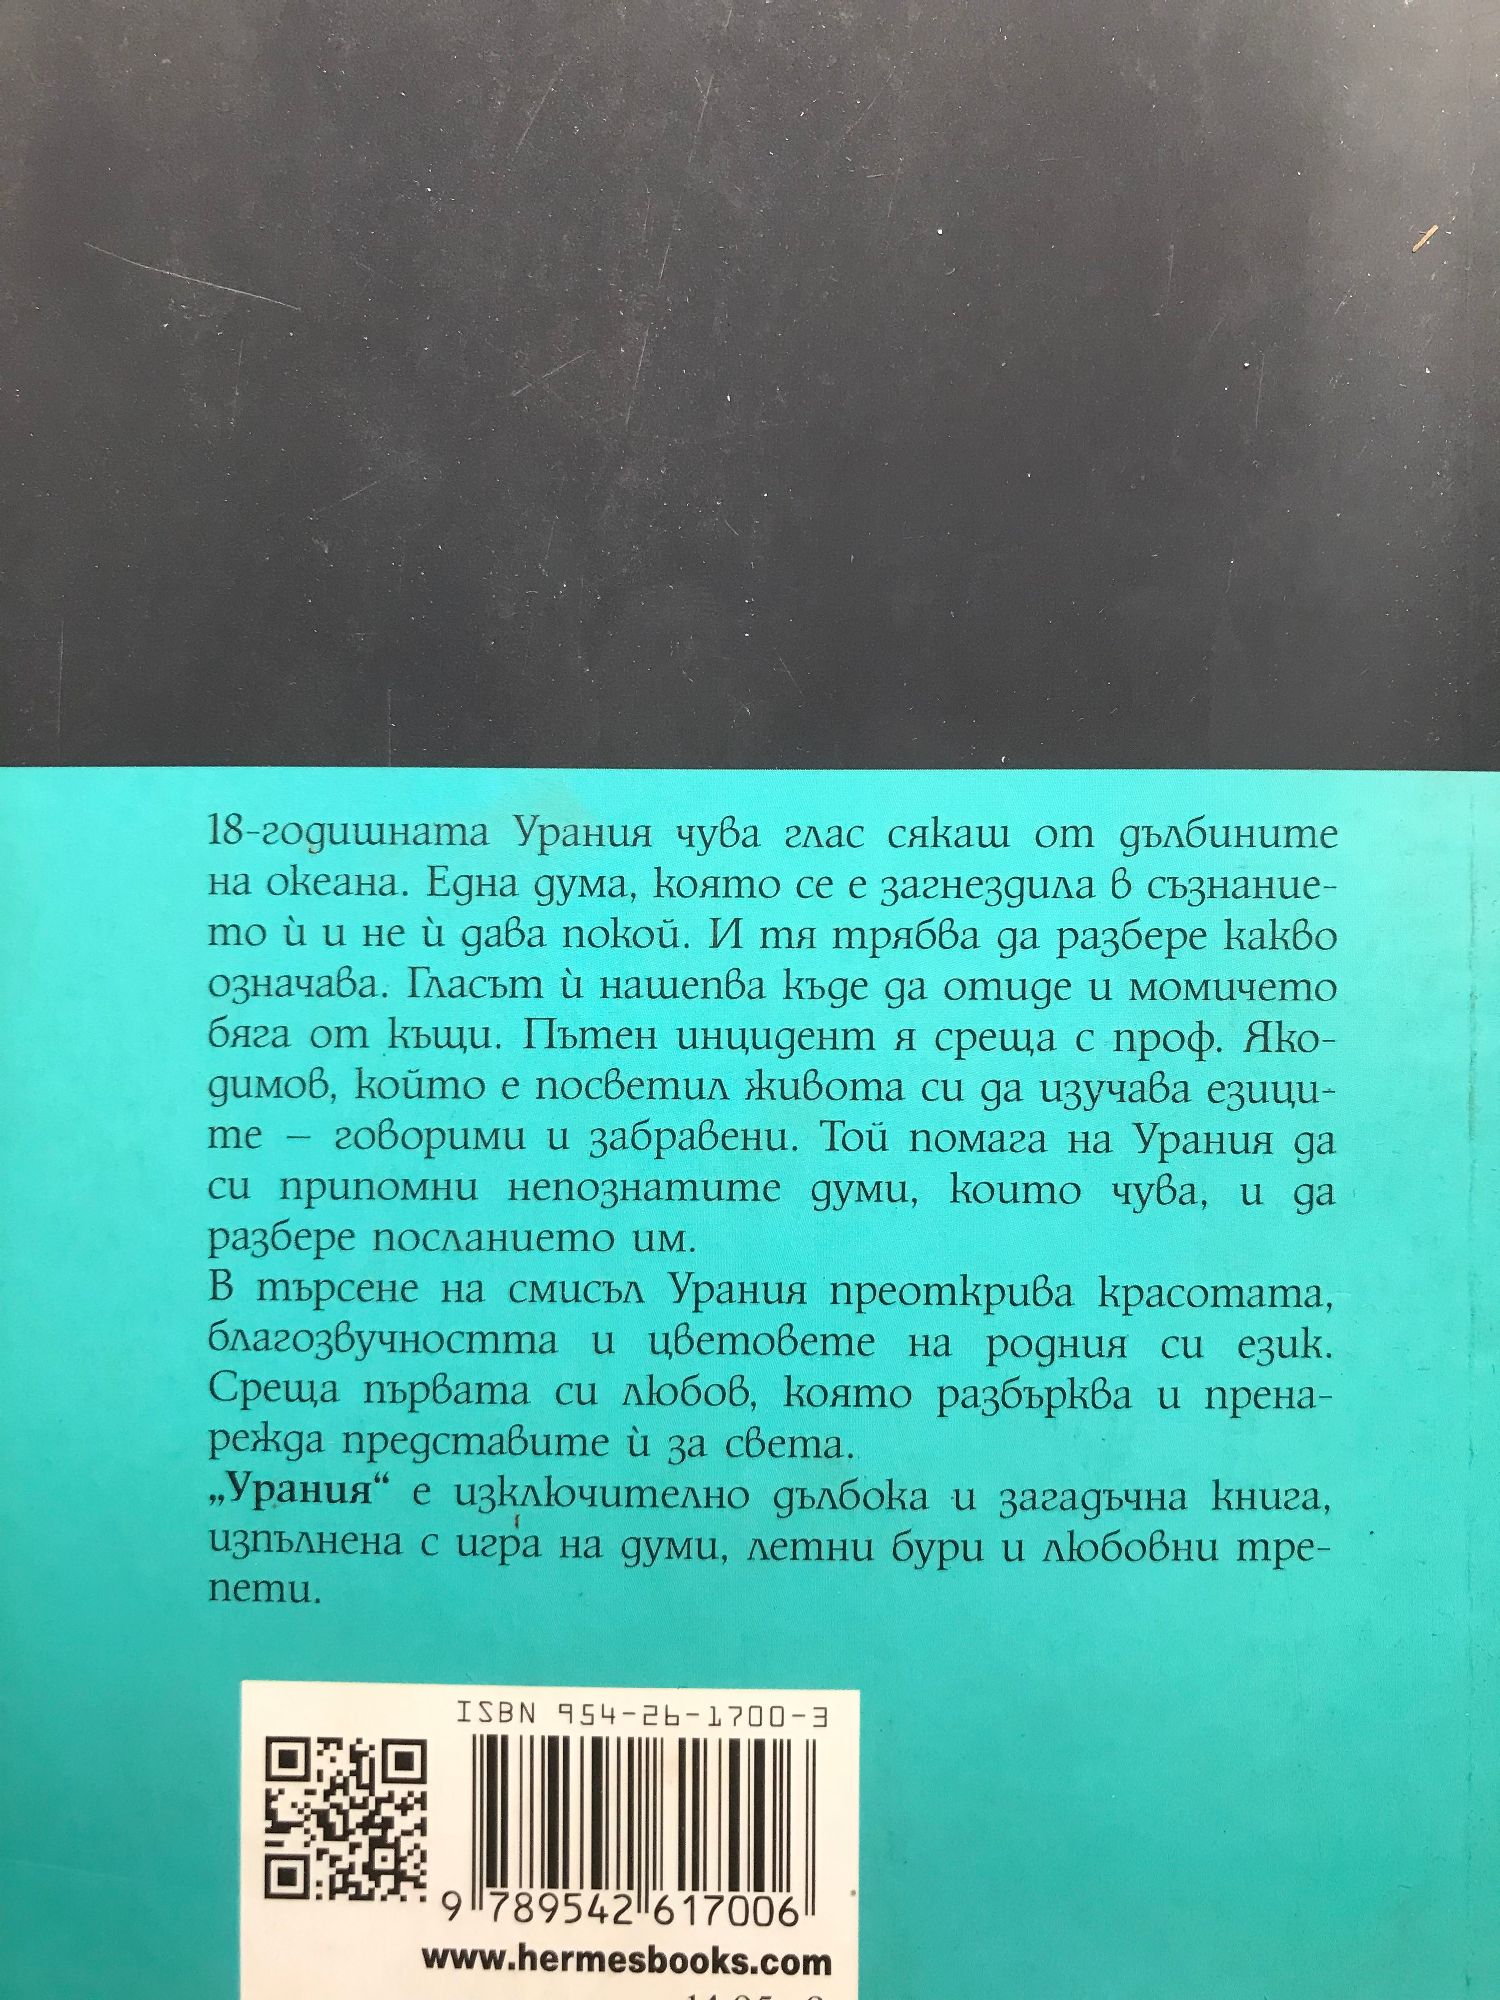 18-годишната Урания чува глас сякаш от дълбините
на океана. Една дума, която се е загнездила в съзнание-
то ѝ и не ѝ дава покой. И тя трябва да разбере какво
означава. Гласът ѝ нашепва къде да отиде и момичето
бяга от къщи. Пътен инцидент я среща с проф. Яко-
димов, който е посветил живота си да изучава езици-
те – говорими и забравени. Той помага на Урания да
си припомни непознатите думи, които чува, и да
разбере посланието им.
В търсене на смисъл Урания преоткрива красотата,
благозвучността и цветовете на родния си език.
Среща първата си любов, която разбърква и прена-
режда представите ѝ за света.
„Урания“ е изключително дълбока и загадъчна книга,
изпълнена с игра на думи, летни бури и любовни тре-
пети.
ISBN 954-26-1700-3
9 789542 617006
www.hermesbooks.com